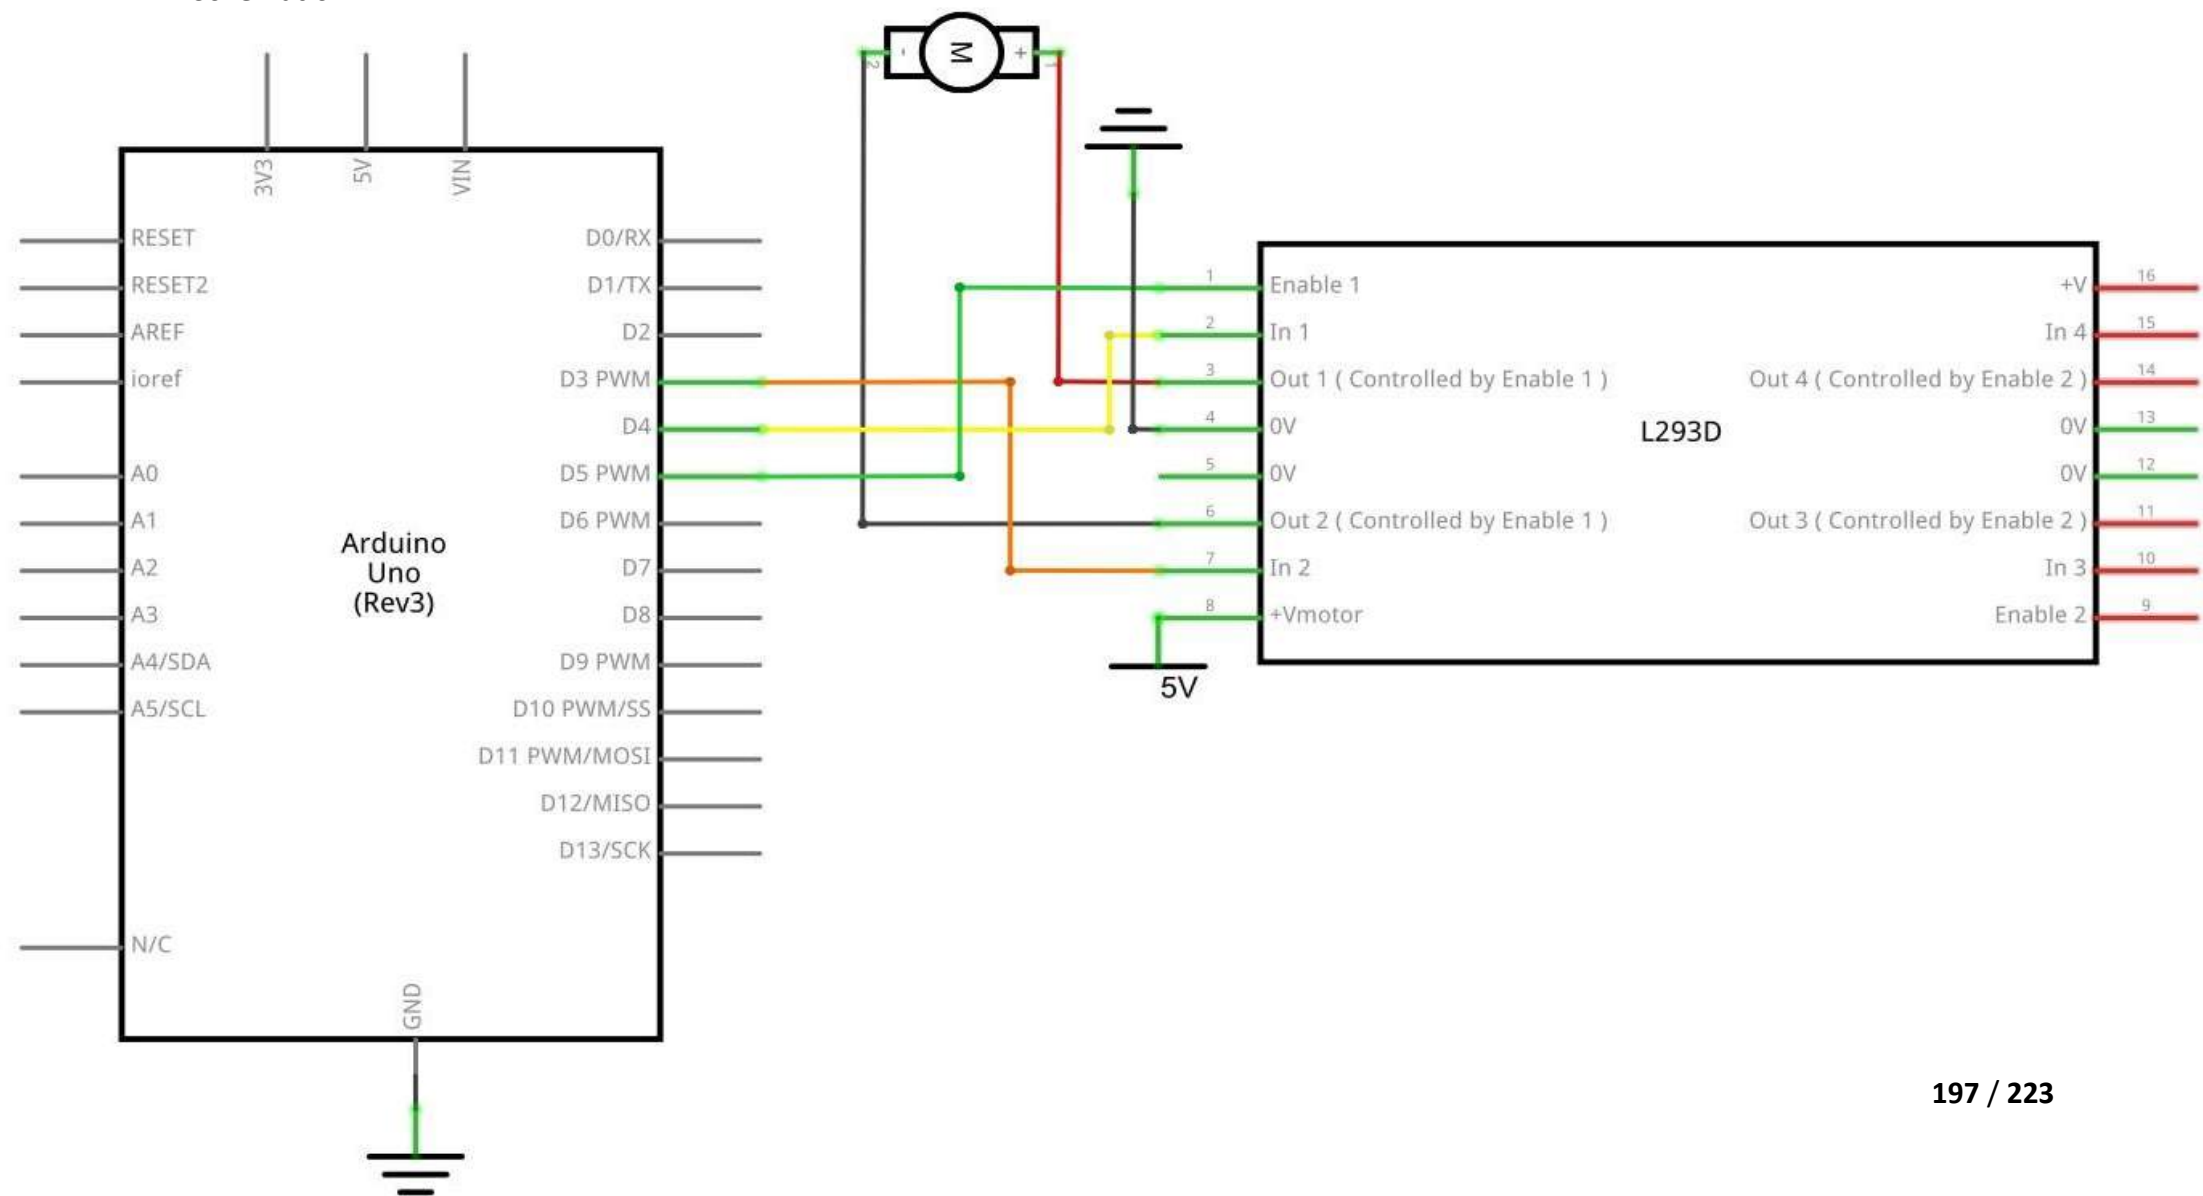 M
-
+
2
1
3V3
5V
VIN
RESET
RESET2
AREF
ioref
A0
A1
A2
A3
A4/SDA
A5/SCL
N/C
Arduino
Uno
(Rev3)
D0/RX
D1/TX
D2
D3 PWM
D4
D5 PWM
D6 PWM
D7
D8
D9 PWM
D10 PWM/SS
D11 PWM/MOSI
D12/MISO
D13/SCK
GND
1 Enable 1
2 In 1
3 Out 1 ( Controlled by Enable 1 )
4 0V
5 0V
6 Out 2 ( Controlled by Enable 1 )
7 In 2
8 +Vmotor
5V
L293D
+V 16
In 4 15
Out 4 ( Controlled by Enable 2 ) 14
0V 13
0V 12
Out 3 ( Controlled by Enable 2 ) 11
In 3 10
Enable 2 9
197 / 223